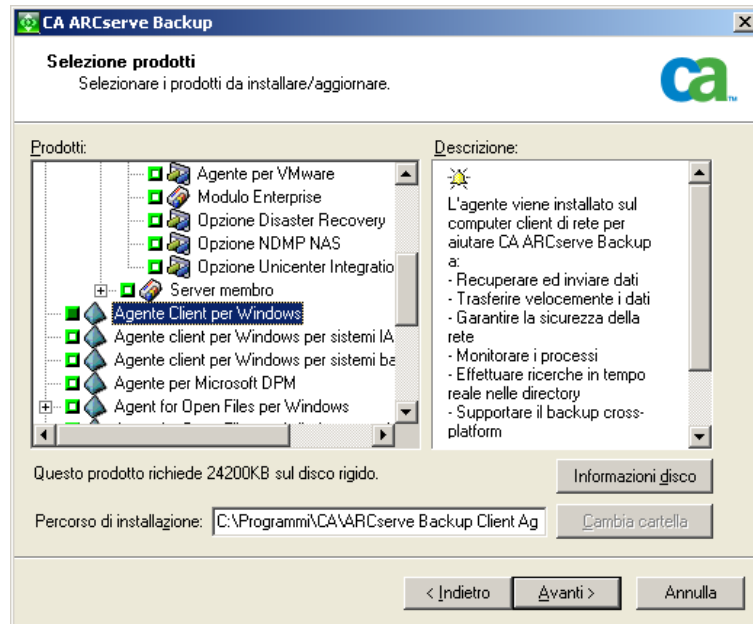 CA ARCserve Backup
Selezione prodotti
Selezionare i prodotti da installare/aggiornare.
ca
Prodotti:
Descrizione:
Agente per VMware
Modulo Enterprise
Opzione Disaster Recovery
Opzione NDMP NAS
Opzione Unicenter Integratio
Server membro
Agente Client per Windows
Agente client per Windows per sistemi IA
Agente client per Windows per sistemi ba
Agente per Microsoft DPM
Agent for Open Files per Windows
L'agente viene installato sul
computer client di rete per
aiutare CA ARCserve Backup
a:
- Recuperare ed inviare dati
- Trasferire velocemente i dati
- Garantire la sicurezza della
rete
- Monitorare i processi
- Effettuare ricerche in tempo
reale nelle directory
- Supportare il backup cross-
platform
Questo prodotto richiede 24200KB sul disco rigido.
Informazioni disco
Percorso di installazione:
C:\Programmi\CA\ARCserve Backup Client Ag
Cambia cartella
< Indietro
Avanti >
Annulla